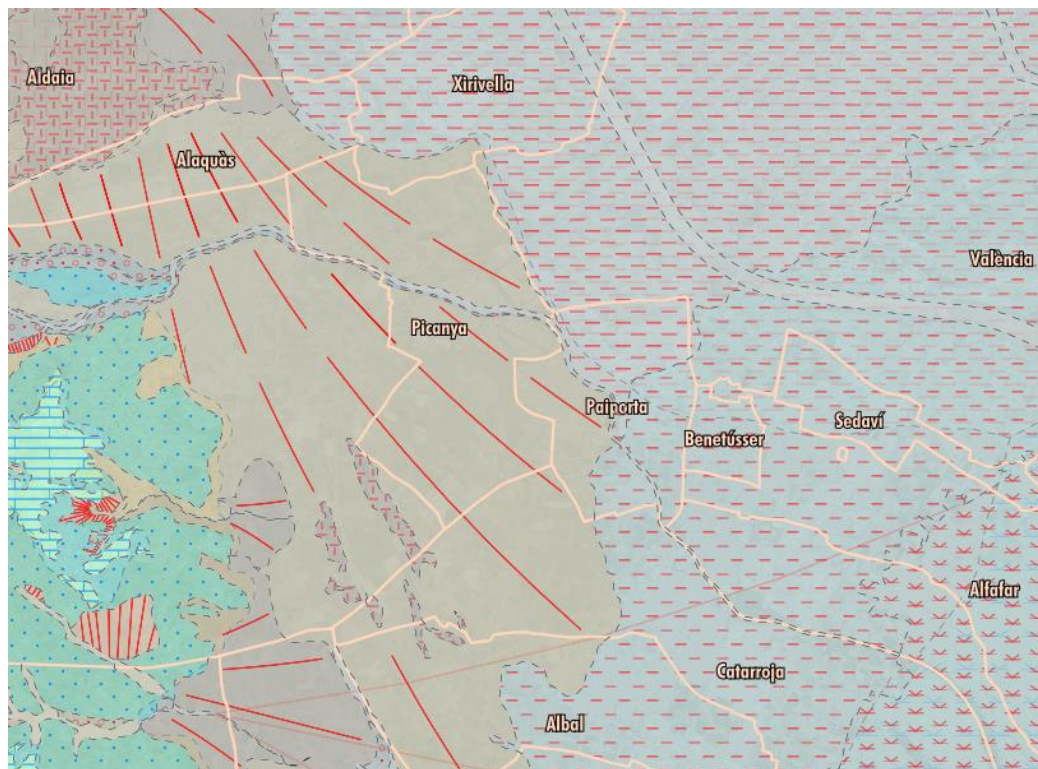 Aldaia
Xirivella
Alaquàs
València
Picanya
Paiporta
Sedaví
Benetússer
Alfafar
Catarroja
Albal